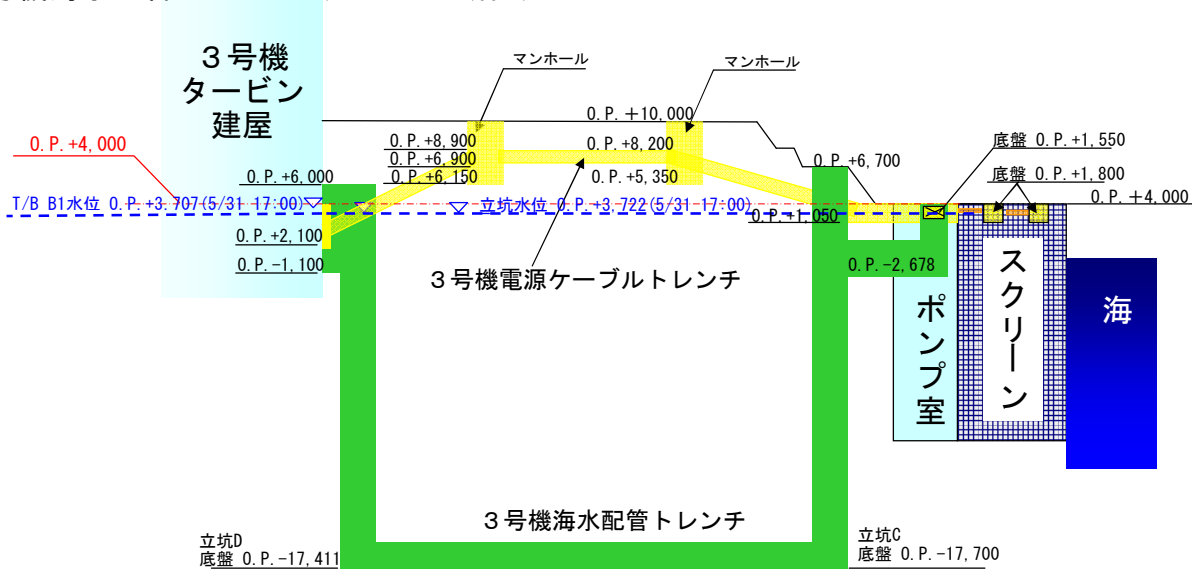 3号機
タービン
建屋
マンホール
マンホール
O.P.+10,000
O.P.+4,000
O.P.+8,900
O.P.+6,900
O.P.+6,150
O.P.+8,200
O.P.+5,350
底盤 O.P.+1,550
O.P.+6,700
底盤 O.P.+1,800
O.P.+6,000
O.P.+4,000
T/B B1水位 O.P.+3.707(5/31 17:00)
立坑水位 O.P.+3,722(5/31 17:00)
O.P.+1,050
O.P.+2,100
O.P.-1,100
O.P.-2,678
3号機電源ケーブルトレンチ
ポンプ室
スクリーン
海
3号機海水配管トレンチ
立坑D
底盤 O.P.-17,411
立坑C
底盤 O.P.-17,700